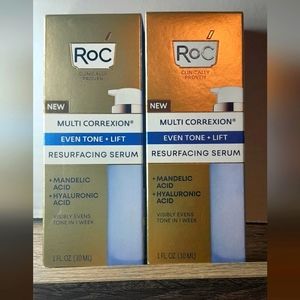 RoC
CLINICALLY
PROVEN
NEW
MULTI CORREXION®
EVEN TONE + LIFT
RESURFACING SERUM
+ MANDELIC
ACID
+ HYALURONIC
ACID
VISIBLY EVENS
TONE IN 1 WEEK
1 FL OZ (30 ML)
RoC
CLINICALLY
PROVEN
NEW
MULTI CORREXION®
EVEN TONE + LIFT
RESURFACING SERUM
+ MANDELIC
ACID
+ HYALURONIC
ACID
VISIBLY EVENS
TONE IN 1 WEEK
1 FL OZ (30 ML)